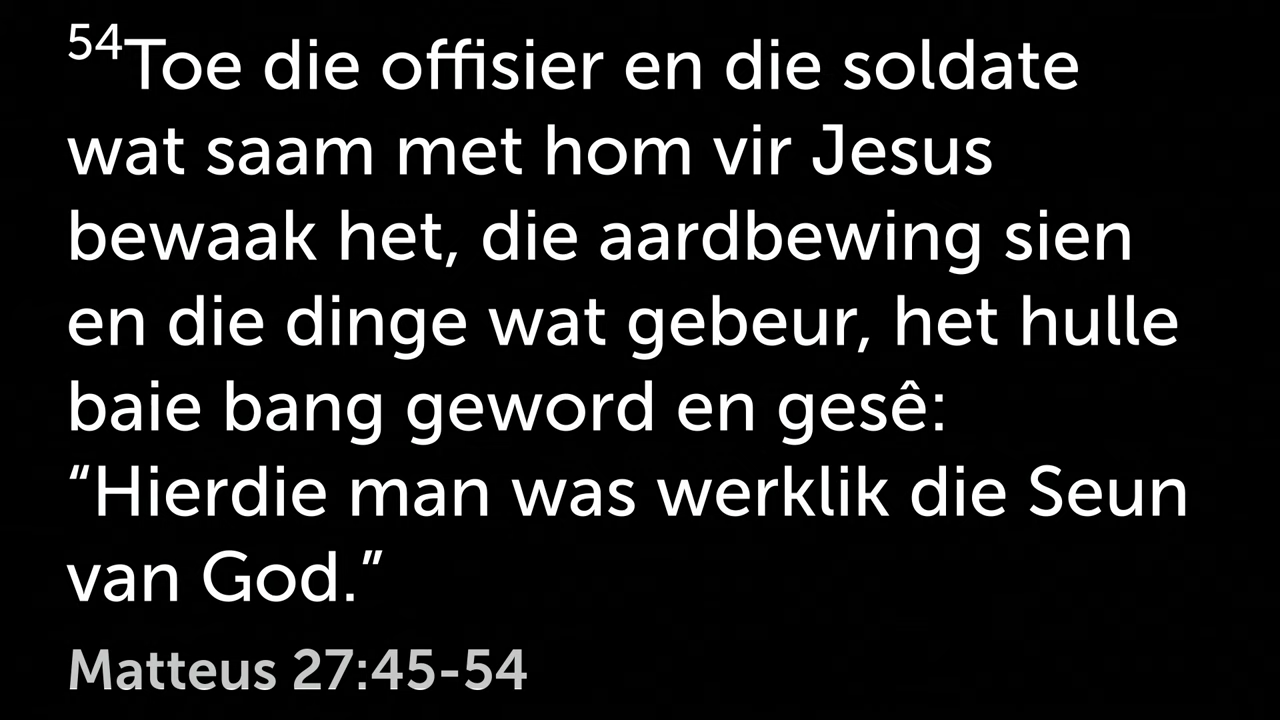 54Toe die offisier en die soldate
wat saam met hom vir Jesus
bewaak het, die aardbewing sien
en die dinge wat gebeur, het hulle
baie bang geword en gesê:
“Hierdie man was werklik die Seun
van God.”
Matteus 27:45-54